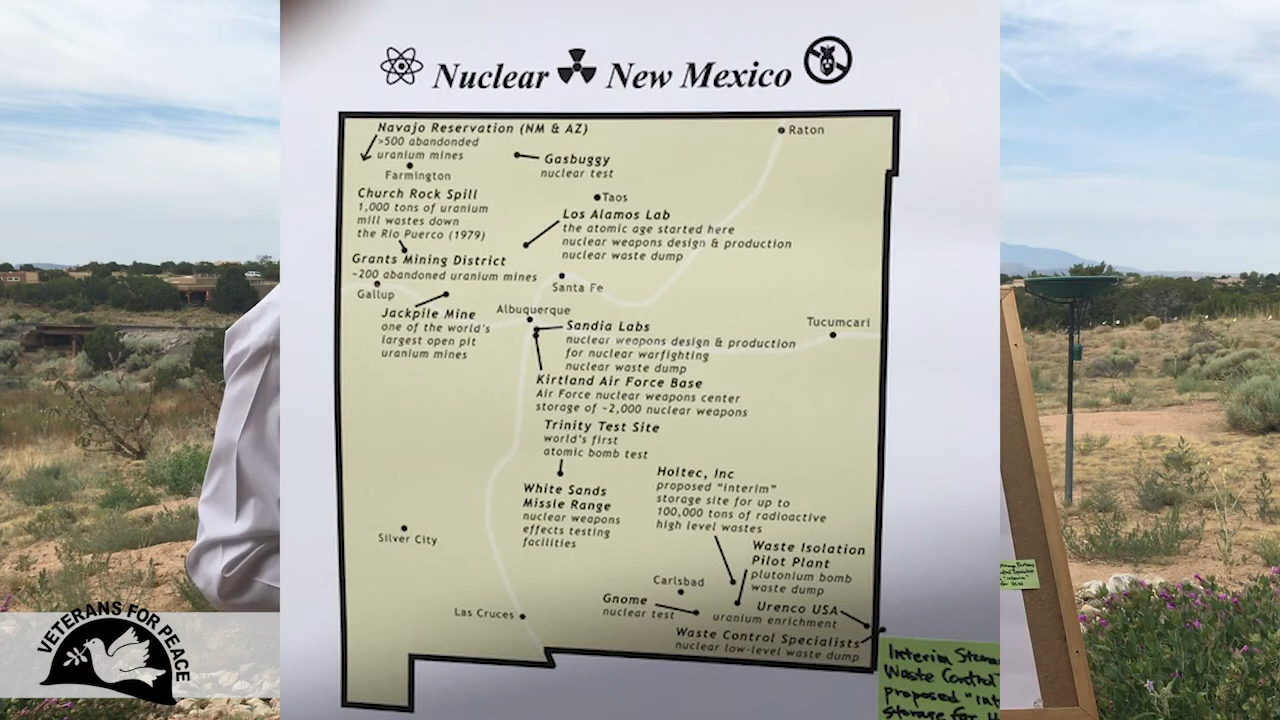 Nuclear New Mexico
Navajo Reservation (NM & AZ)
>500 abandonded
uranium mines
Farmington
Gasbuggy
nuclear test
Raton
Church Rock Spill
1,000 tons of uranium
mill wastes down
the Rio Puerco (1979)
Taos
Los Alamos Lab
the atomic age started here
nuclear weapons design & production
nuclear waste dump
Grants Mining District
~200 abandoned uranium mines
Gallup
Santa Fe
Jackpile Mine
one of the world's
largest open pit
uranium mines
Albuquerque
Sandia Labs
nuclear weapons design & production
for nuclear warfighting
nuclear waste dump
Tucumcari
Kirtland Air Force Base
Air Force nuclear weapons center
storage of ~2,000 nuclear weapons
Trinity Test Site
world's first
atomic bomb test
White Sands
Missle Range
nuclear weapons
effects testing
facilities
Holtec, Inc
proposed "interim"
storage site for up to
100,000 tons of radioactive
high level wastes
Silver City
Waste Isolation
Pilot Plant
plutonium bomb
waste dump
Carlsbad
Gnome
nuclear test
Urenco USA
uranium enrichment
Las Cruces
Waste Control Specialists
nuclear low-level waste dump
Interim
Waste Control
proposed
storage for
VETERANS FOR PEACE